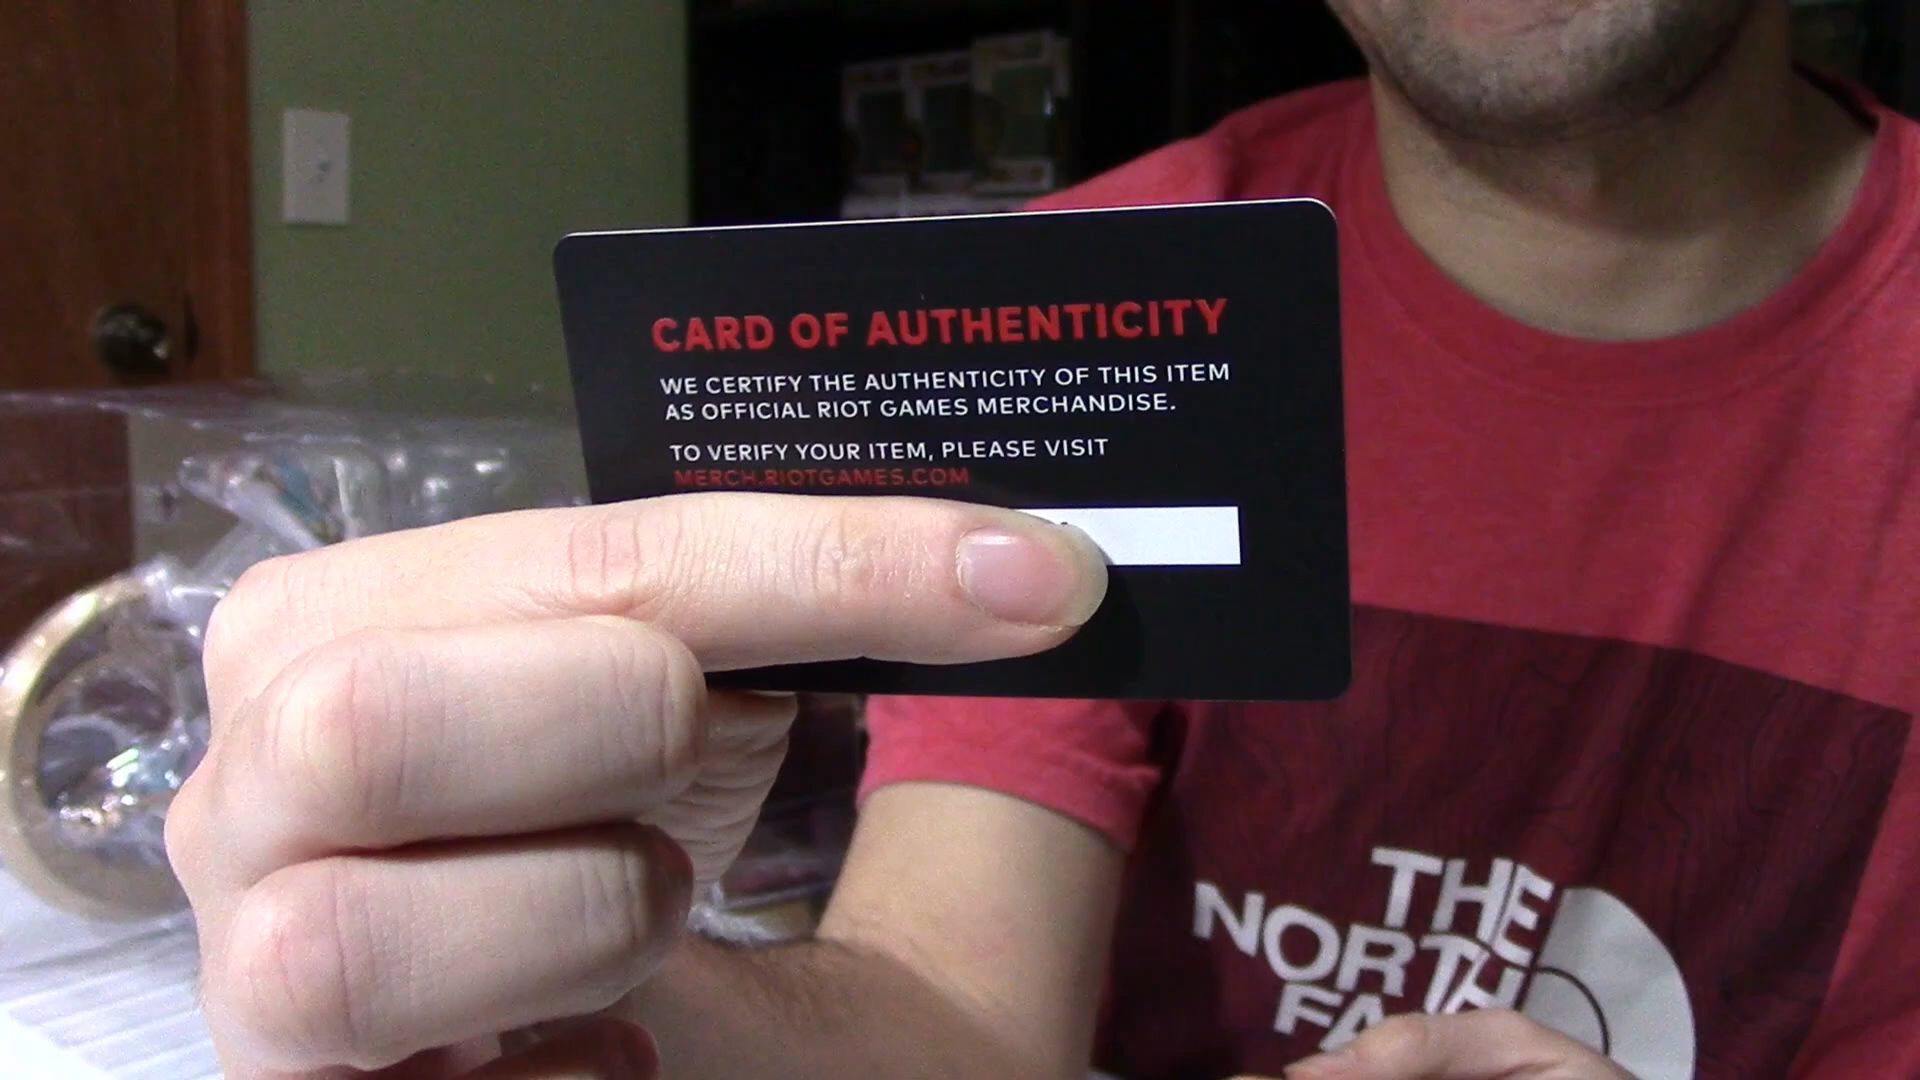 CARD OF AUTHENTICITY
WE CERTIFY THE AUTHENTICITY OF THIS ITEM
AS OFFICIAL RIOT GAMES MERCHANDISE.
TO VERIFY YOUR ITEM, PLEASE VISIT
MERCH.RIOTGAMES.COM
THE
NORTH